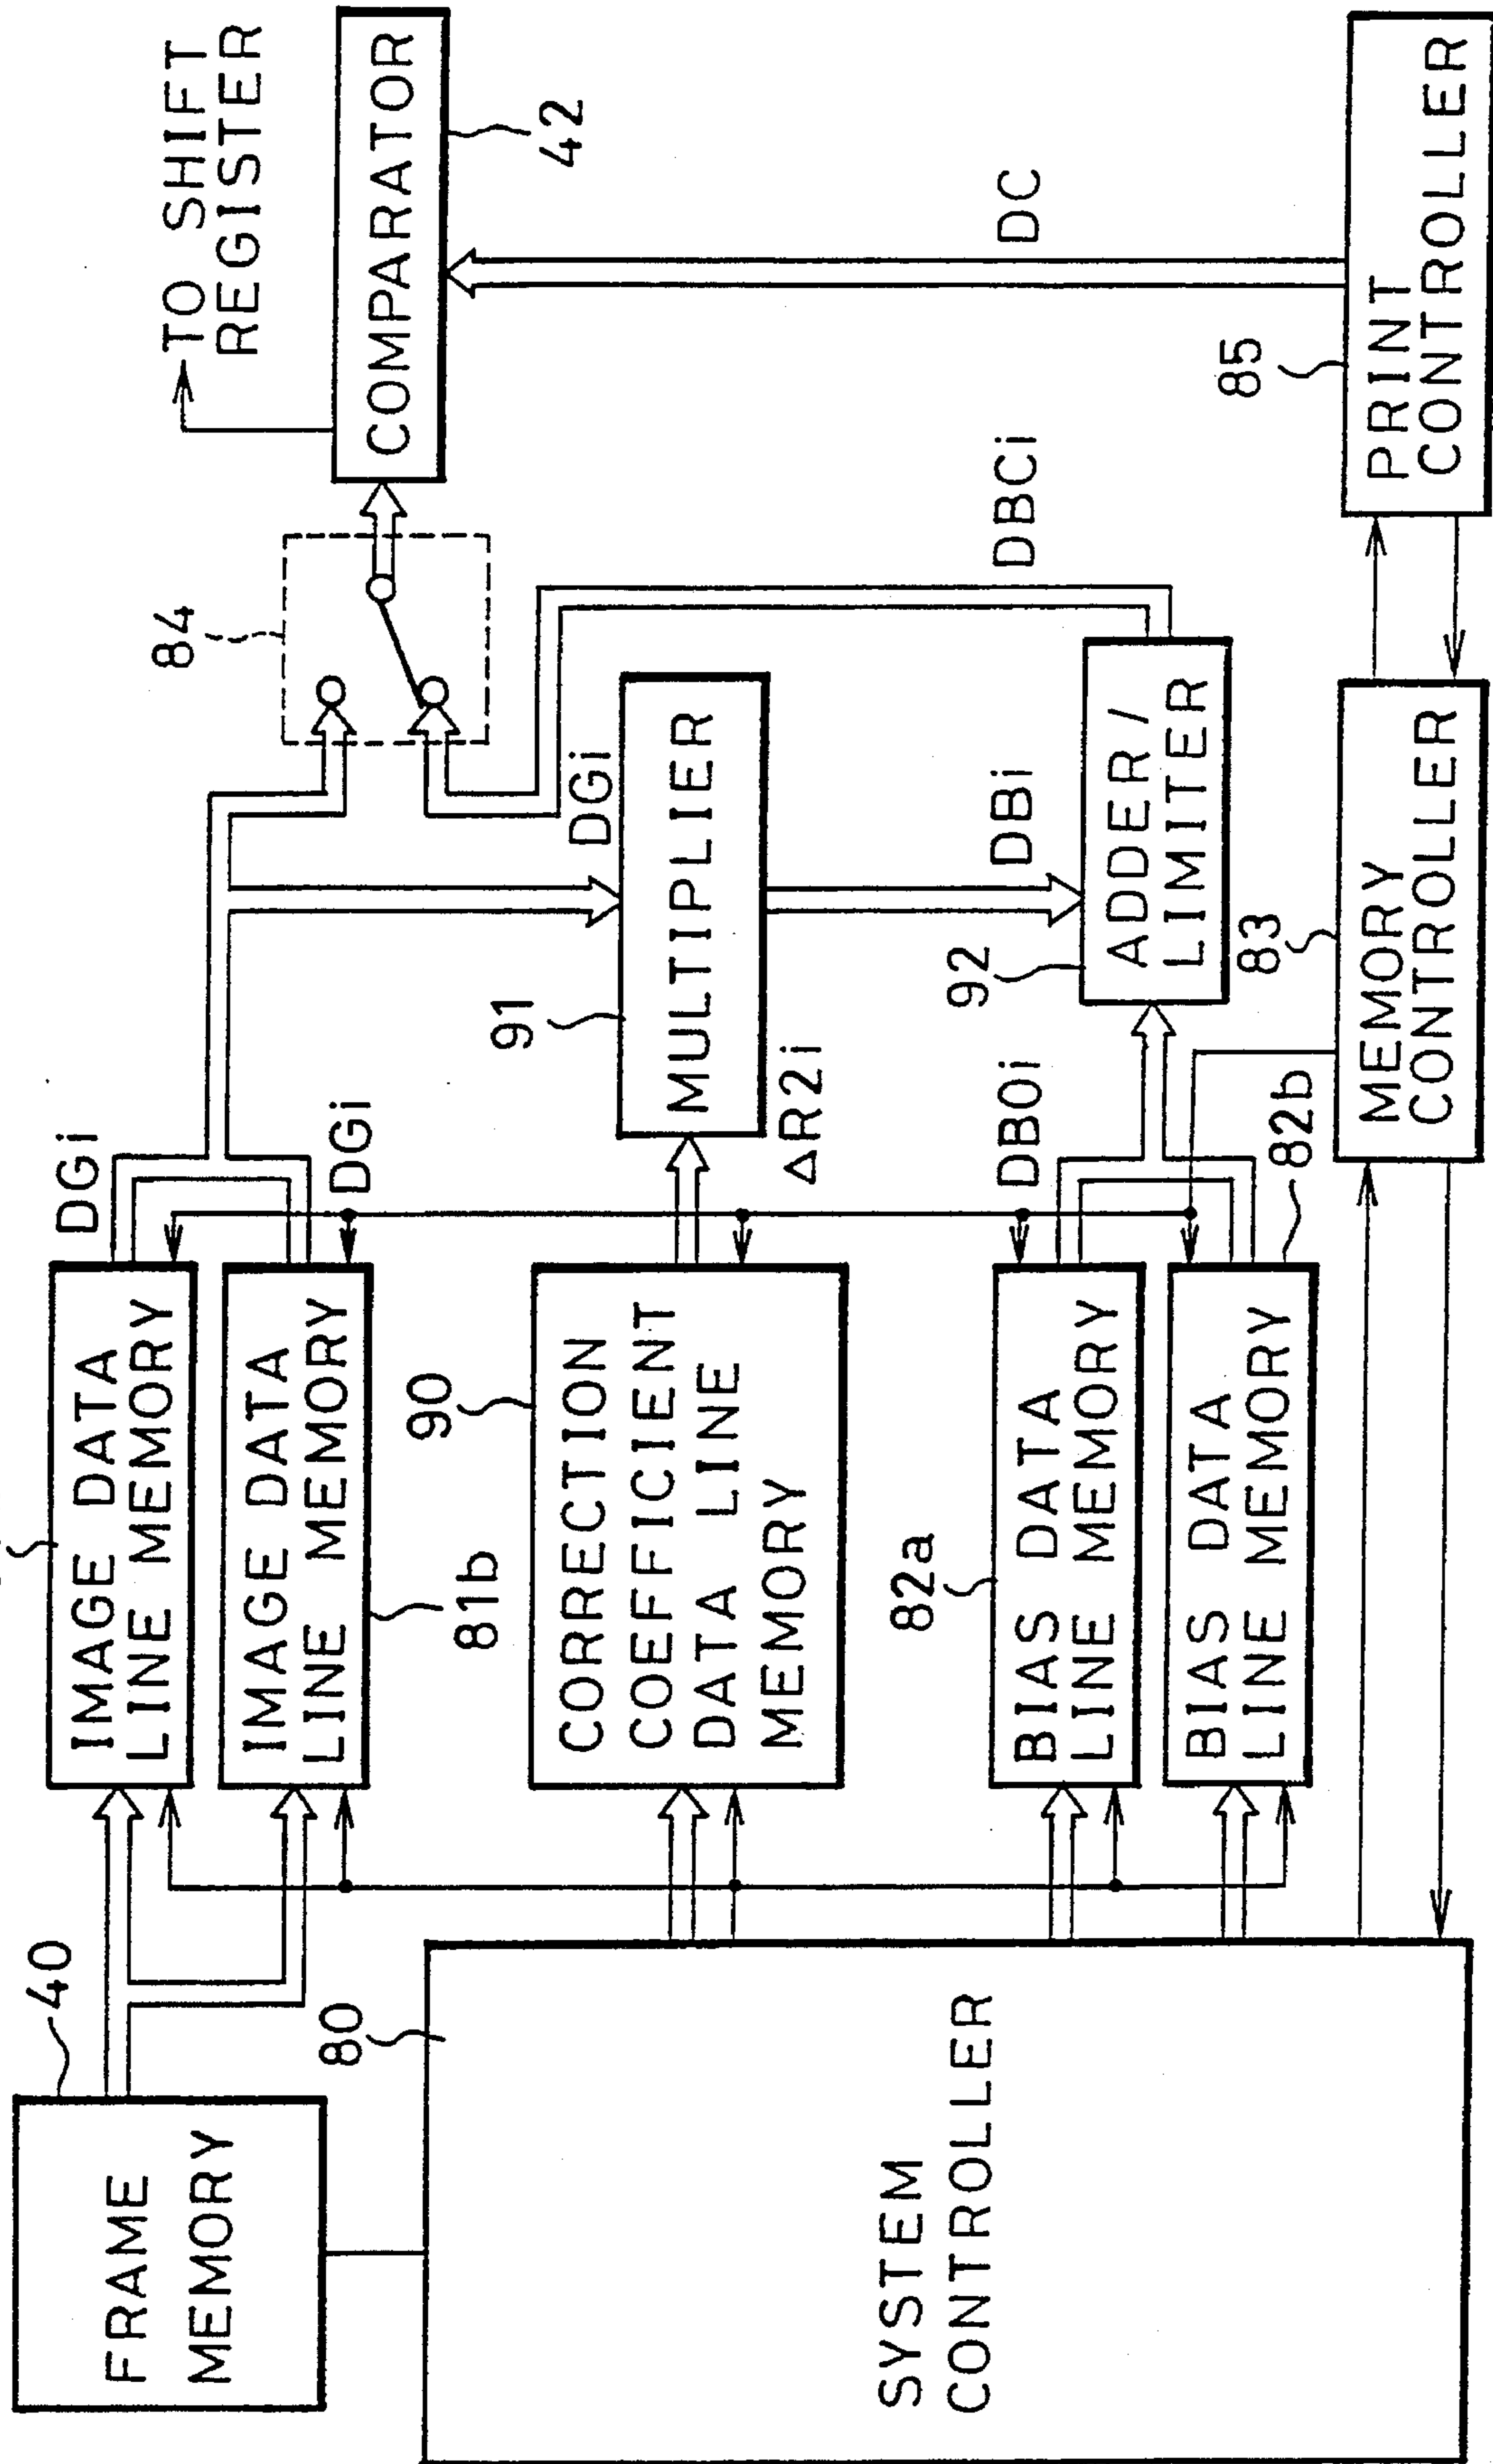 FRAME
MEMORY
40
SYSTEM
CONTROLLER
80
IMAGE DATA
LINE MEMORY
DGi
IMAGE DATA
LINE MEMORY
81b
DGi
CORRECTION
COEFFICIENT
DATA LINE
MEMORY
90
BIAS DATA
LINE MEMORY
82a
DB0i
BIAS DATA
LINE MEMORY
82b
MULTIPLIER
91
ΔR2i
DGi
DBi
ADDER/
LIMITER
92
DBCi
MEMORY
CONTROLLER
83
84
COMPARATOR
42
TO SHIFT
REGISTER
DC
PRINT
CONTROLLER
85